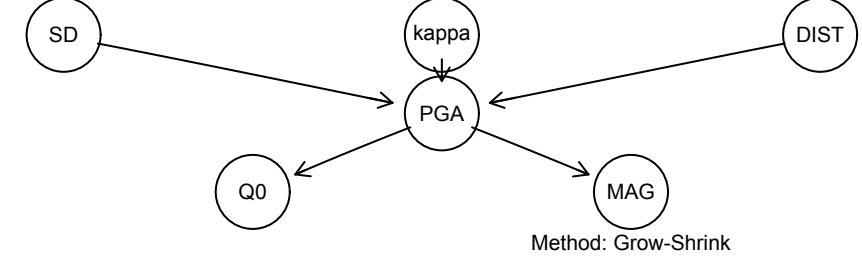 SD
kappa
DIST
PGA
Q0
MAG
Method: Grow-Shrink